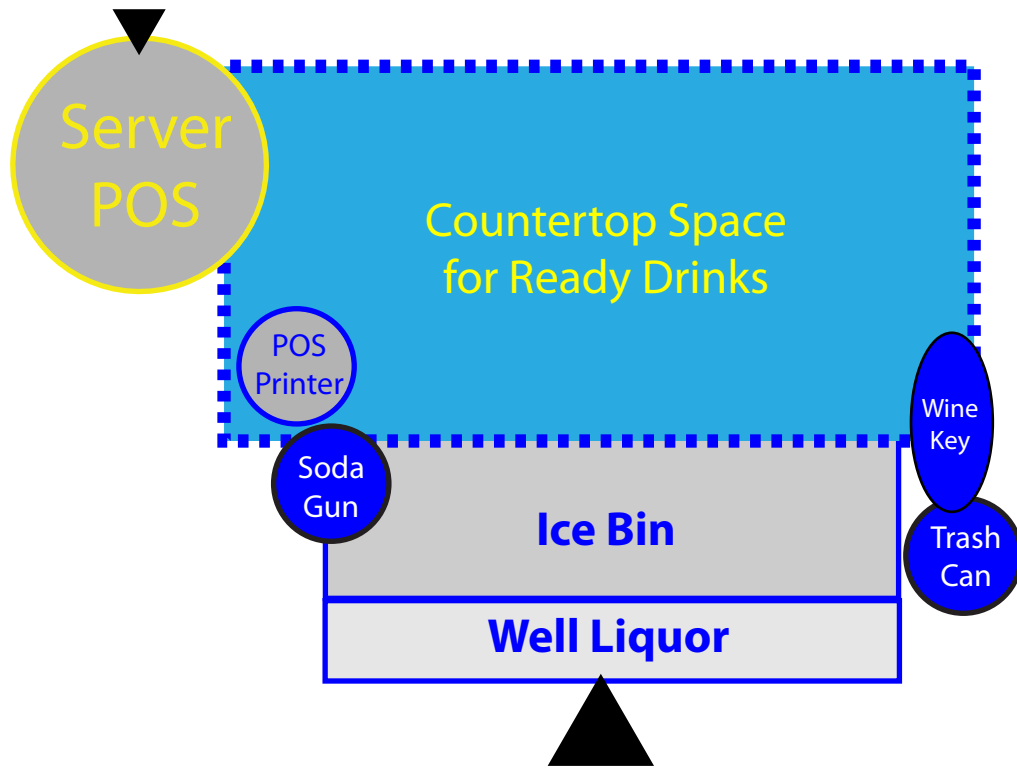 Server
POS
Countertop Space
for Ready Drinks
POS
Printer
Wine
Key
Soda
Gun
Ice Bin
Trash
Can
Well Liquor